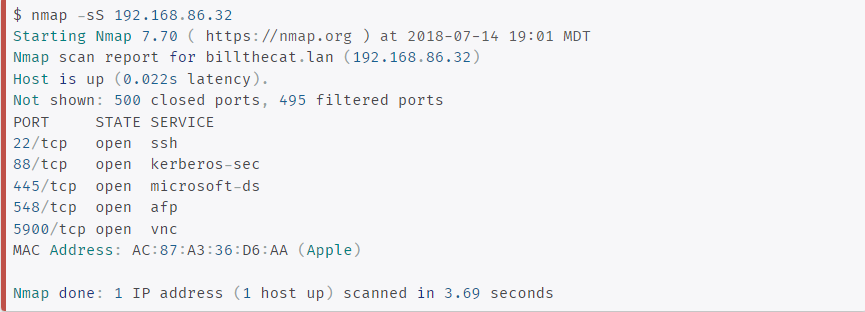 $ nmap -sS 192.168.86.32
Starting Nmap 7.70 ( https://nmap.org ) at 2018-07-14 19:01 MDT
Nmap scan report for billthecat.lan (192.168.86.32)
Host is up (0.022s latency).
Not shown: 500 closed ports, 495 filtered ports
PORT     STATE SERVICE
22/tcp   open  ssh
88/tcp   open  kerberos-sec
445/tcp  open  microsoft-ds
548/tcp  open  afp
5900/tcp open  vnc
MAC Address: AC:87:A3:36:D6:AA (Apple)
Nmap done: 1 IP address (1 host up) scanned in 3.69 seconds